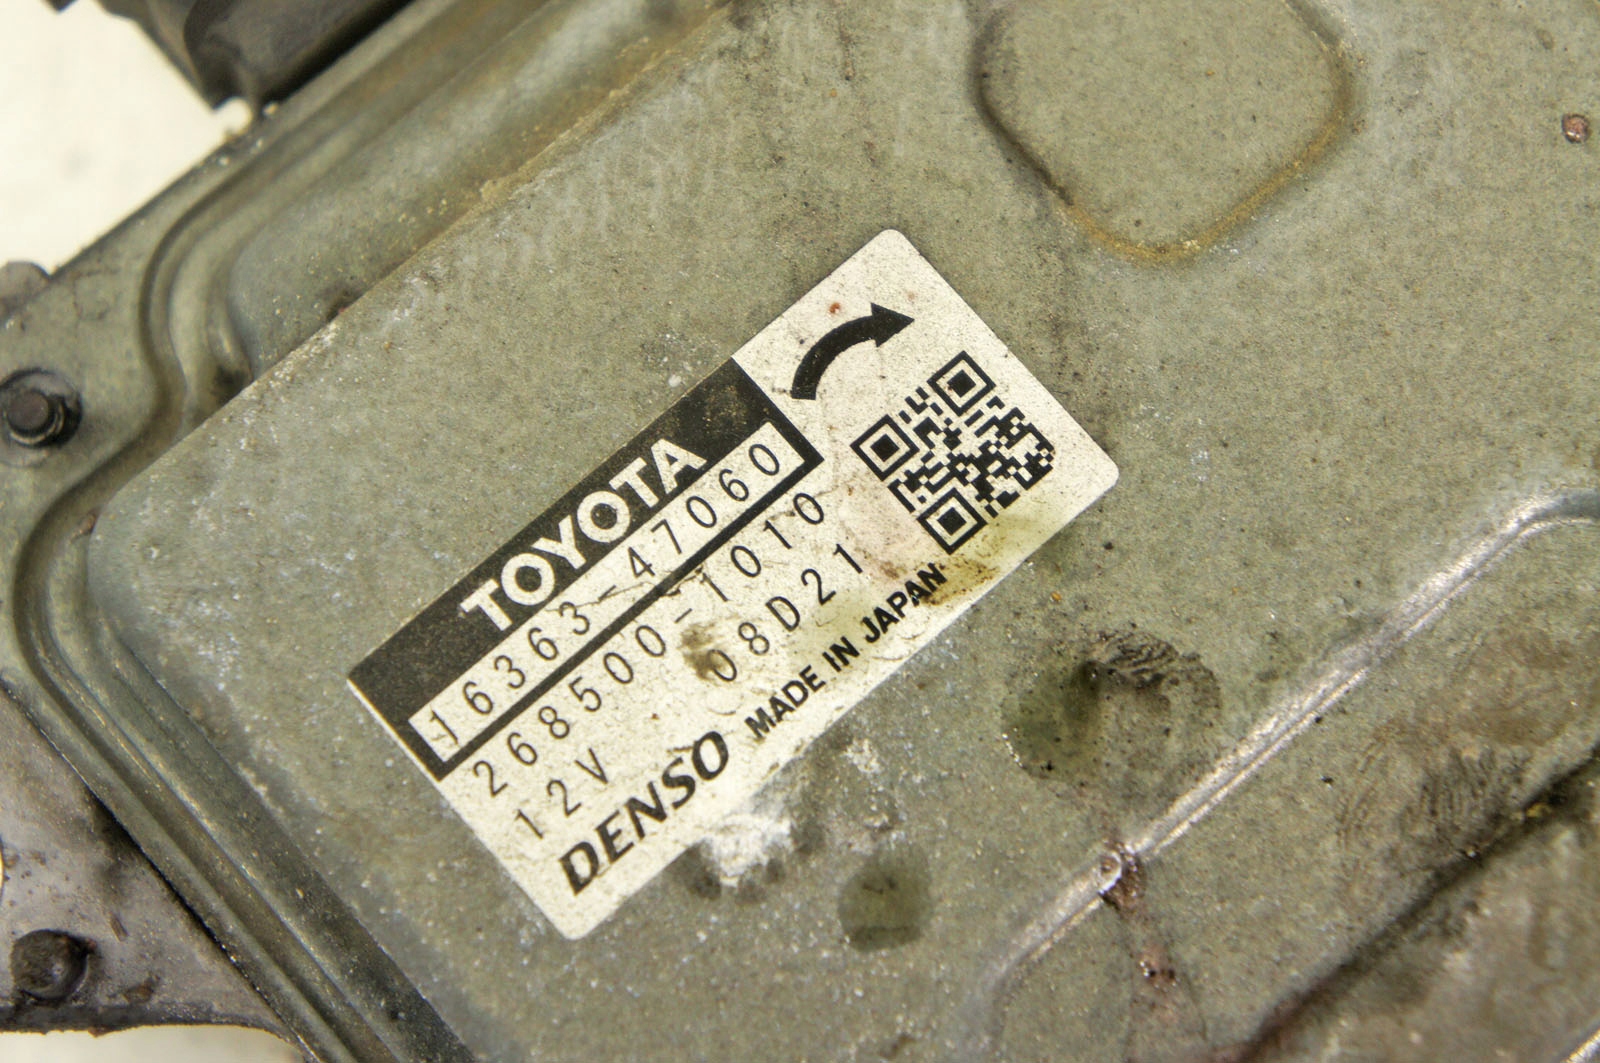 TOYOTA
16363-47060
268500-1010
12V 08D21
DENSO MADE IN JAPAN